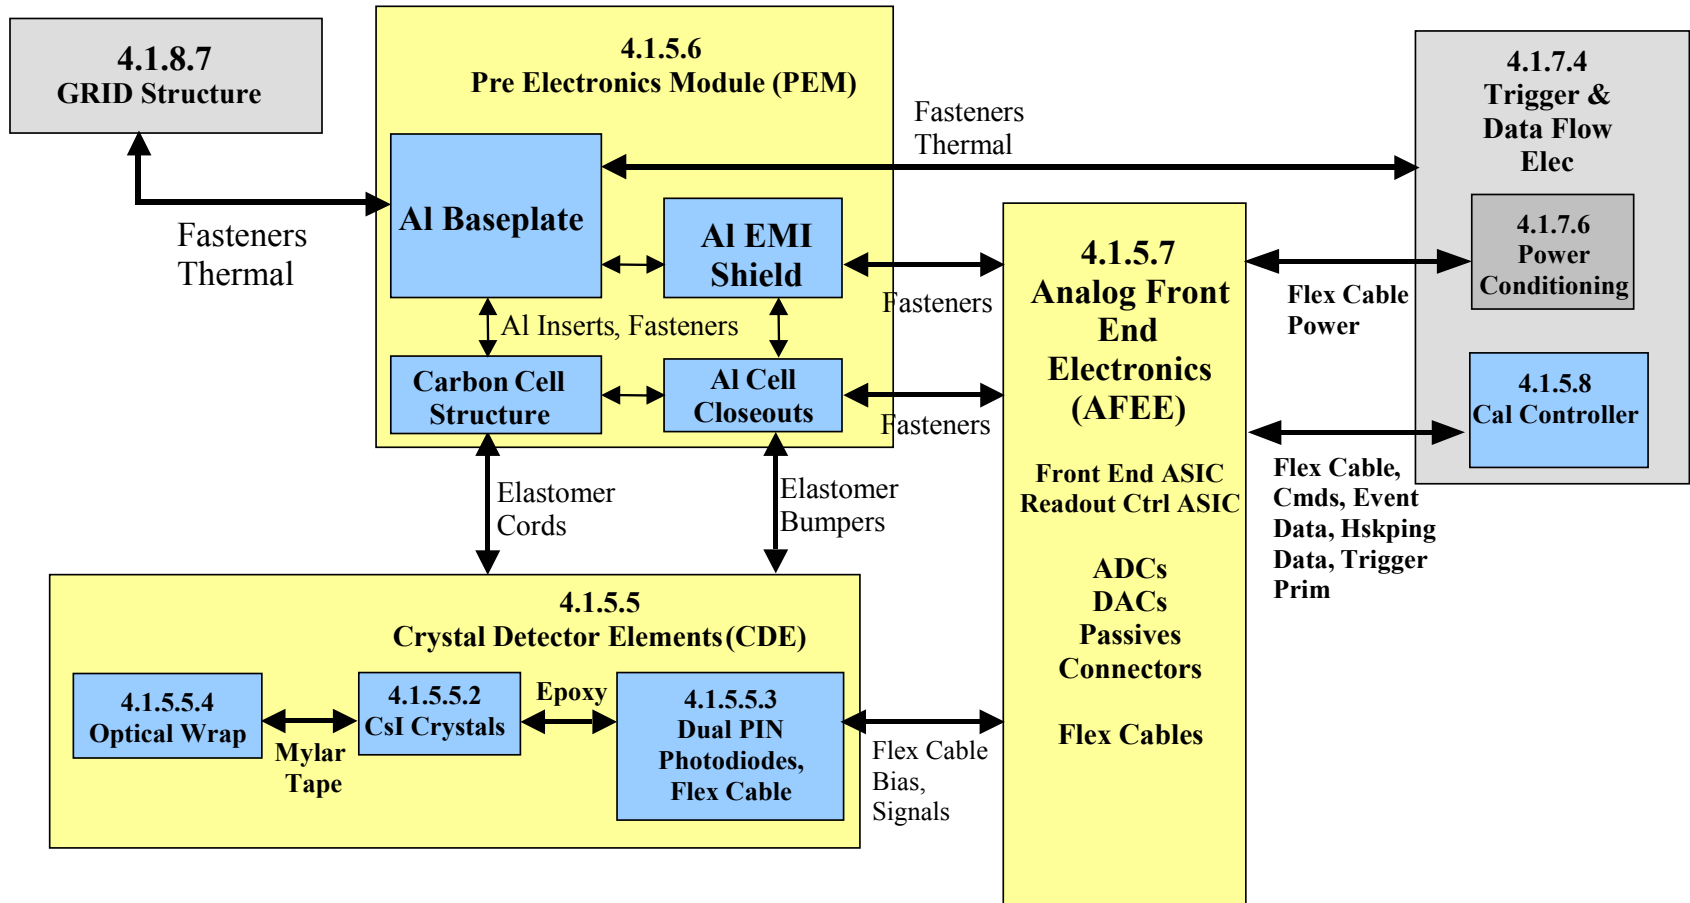 4.1.8.7
GRID Structure
Fasteners
Thermal
4.1.5.6
Pre Electronics Module (PEM)
Al Baseplate
Al EMI
Shield
Al Inserts, Fasteners
Carbon Cell
Structure
Al Cell
Closeouts
Fasteners
Thermal
Fasteners
Fasteners
Elastomer
Cords
Elastomer
Bumpers
4.1.5.5
Crystal Detector Elements (CDE)
4.1.5.5.4
Optical Wrap
Mylar
Tape
4.1.5.5.2
CsI Crystals
Epoxy
4.1.5.5.3
Dual PIN
Photodiodes,
Flex Cable
Flex Cable
Bias,
Signals
4.1.5.7
Analog Front
End
Electronics
(AFEE)
Front End ASIC
Readout Ctrl ASIC
ADCs
DACs
Passives
Connectors
Flex Cables
Flex Cable
Power
Flex Cable,
Cmds, Event
Data, Hskping
Data, Trigger
Prim
4.1.7.4
Trigger &
Data Flow
Elec
4.1.7.6
Power
Conditioning
4.1.5.8
Cal Controller